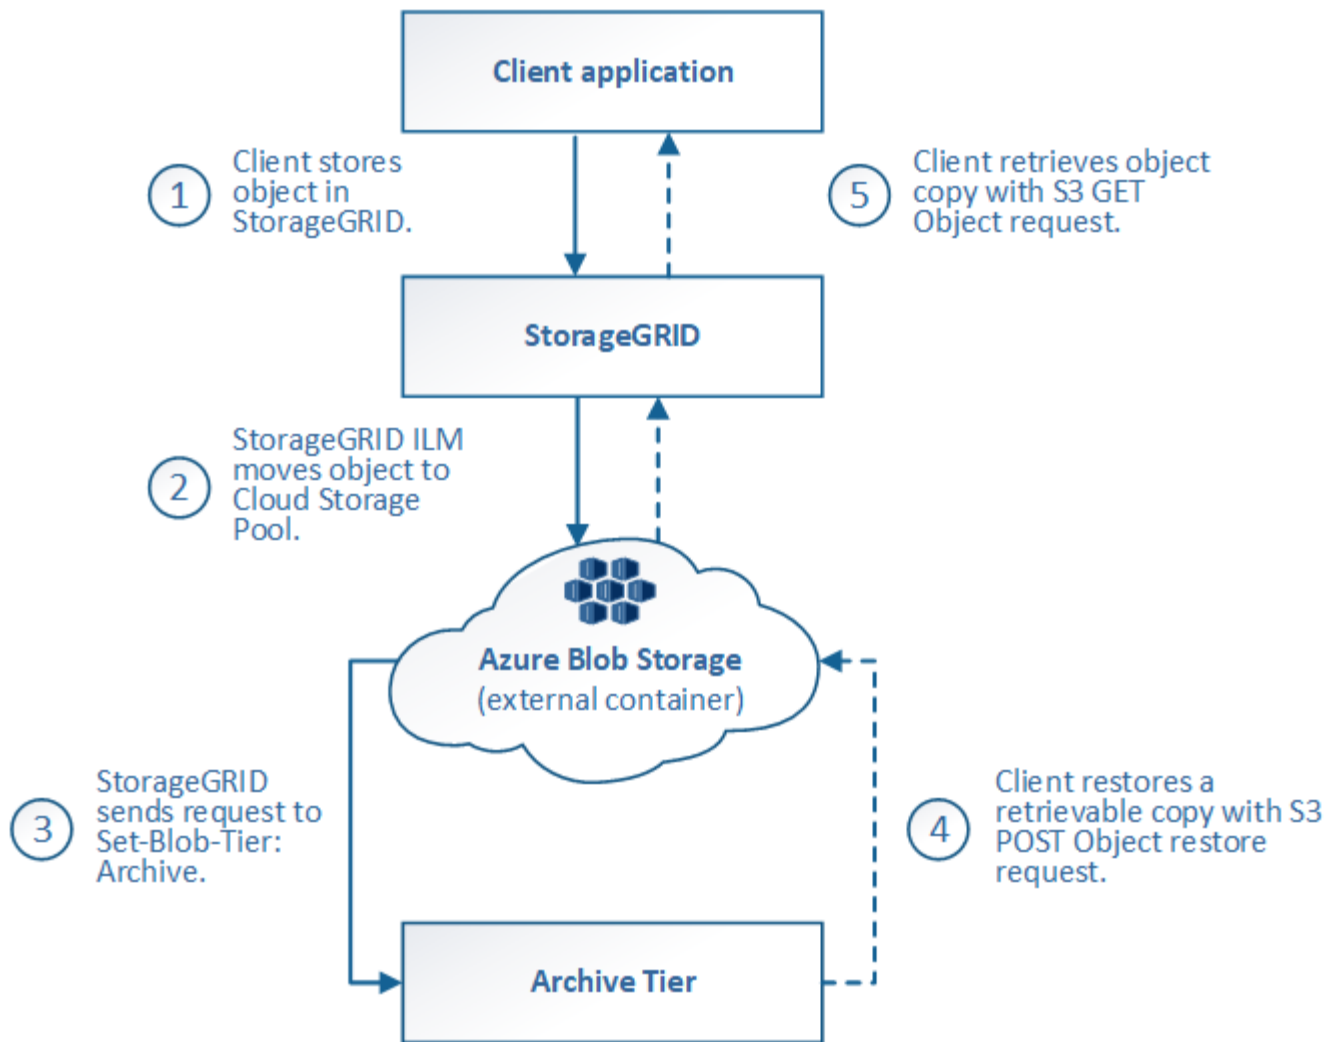 Client application
1
Client stores
object in
StorageGRID.
5
Client retrieves object
copy with S3 GET
Object request.
StorageGRID
2
StorageGRID ILM
moves object to
Cloud Storage
Pool.
Azure Blob Storage
(external container)
3
StorageGRID
sends request to
Set-Blob-Tier:
Archive.
4
Client restores a
retrievable copy with S3
POST Object restore
request.
Archive Tier